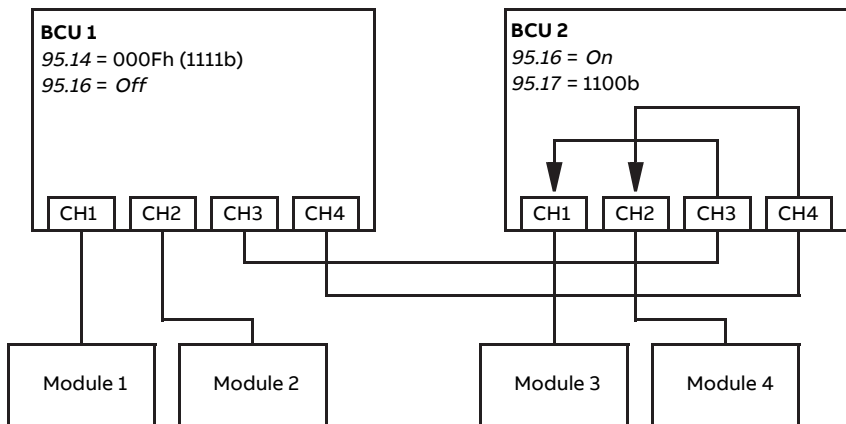 BCU 1
95.14 = 000Fh (1111b)
95.16 = Off
CH1 CH2 CH3 CH4
BCU 2
95.16 = On
95.17 = 1100b
CH1 CH2 CH3 CH4
Module 1
Module 2
Module 3
Module 4